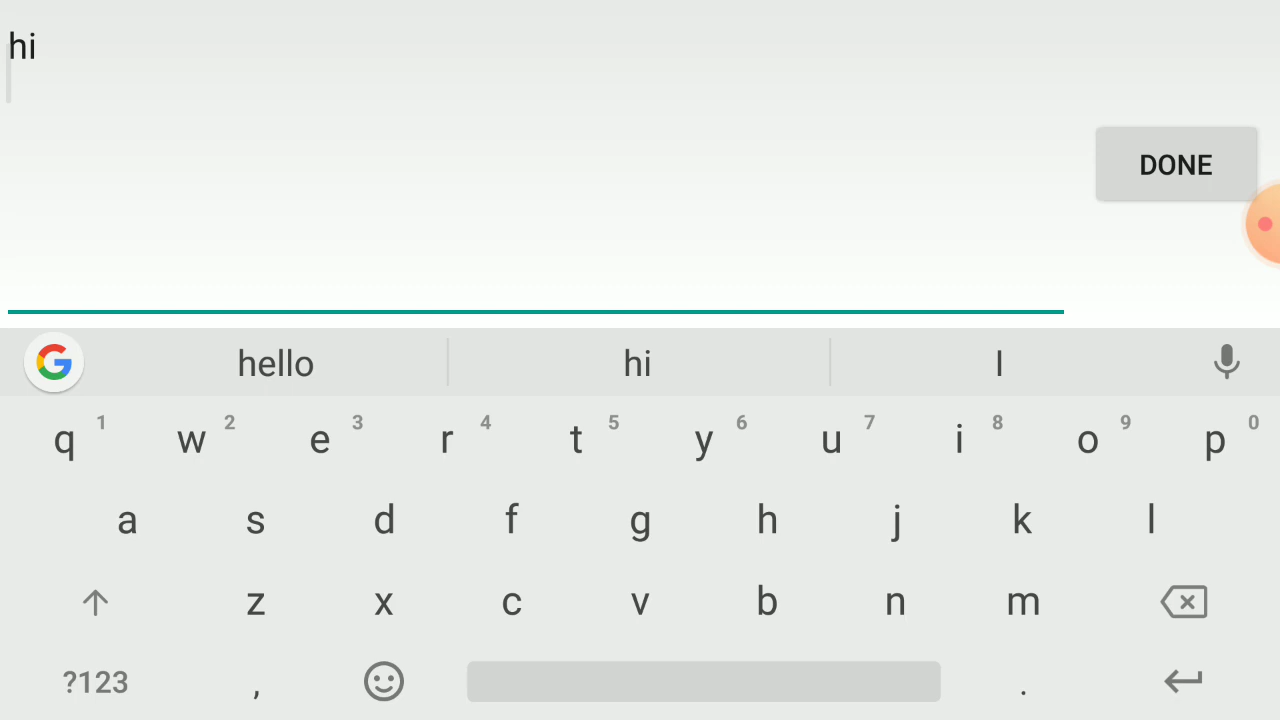 hi
DONE
hello hi I
q 1 w 2 e 3 r 4 t 5 y 6 u 7 i 8 o 9 p 0
a s d f g h j k l
z x c v b n m
?123 , .